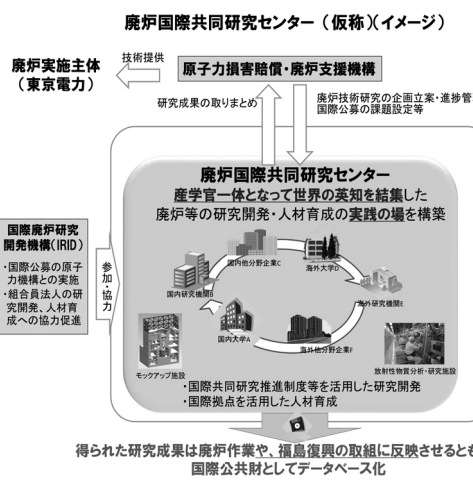 廃炉国際共同研究センター（仮称）（イメージ）
技術提供
廃炉実施主体
（東京電力）
原子力損害賠償・廃炉支援機構
研究成果の取りまとめ
廃炉技術研究の企画立案・進捗管
国際公募の課題設定等
廃炉国際共同研究センター
産学官一体となって世界の英知を結集した
廃炉等の研究開発・人材育成の実践の場を構築
国際廃炉研究
開発機構(IRID)
・国際公募の原子
力機構との実施
・組合員法人の研
究開発、人材育
成への協力促進
参加・協力
国内他分野企業C
海外大学D
国内研究機関B
海外研究機関E
国内大学A
海外他分野企業F
モックアップ施設
放射性物質分析・研究施設
・国際共同研究推進制度等を活用した研究開発
・国際拠点を活用した人材育成
得られた研究成果は廃炉作業や、福島復興の取組に反映させるとも
国際公共財としてデータベース化